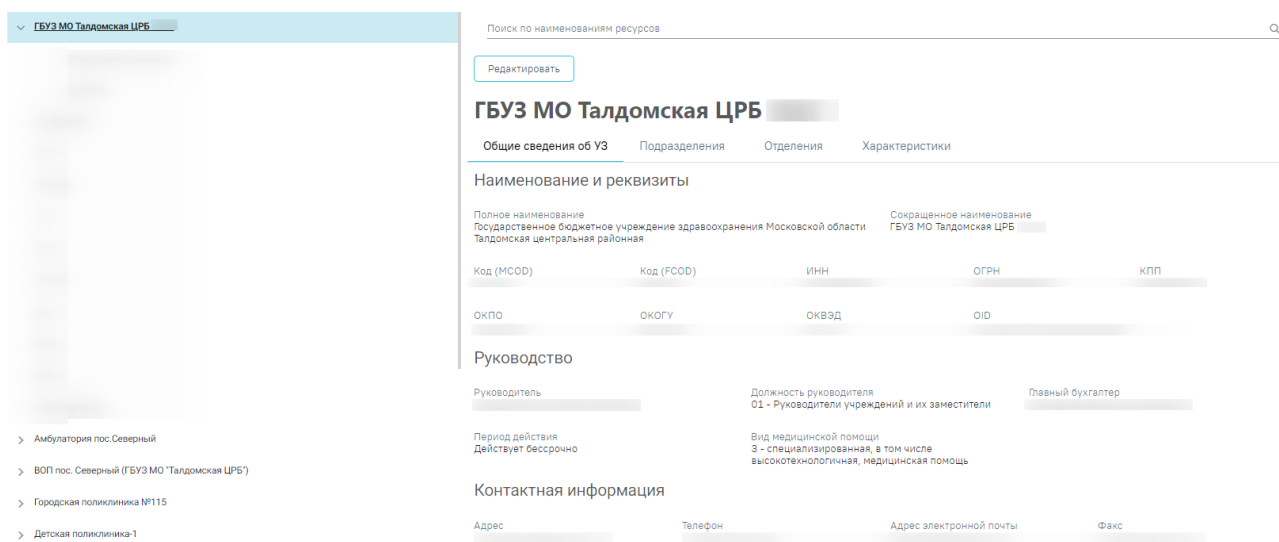 ГБУЗ МО Талдомская ЦРБ
Амбулатория пос.Северный
ВОП пос. Северный (ГБУЗ МО "Талдомская ЦРБ")
Городская поликлиника №115
Детская поликлиника-1
Поиск по наименованиям ресурсов
Редактировать
ГБУЗ МО Талдомская ЦРБ
Общие сведения об УЗ Подразделения Отделения Характеристики
Наименование и реквизиты
Полное наименование Сокращенное наименование
Государственное бюджетное учреждение здравоохранения Московской области ГБУЗ МО Талдомская ЦРБ
Талдомская центральная районная
Код (MCOD) Код (FCOD) ИНН ОГРН КПП
ОКПО ОКОГУ ОКВЭД OID
Руководство
Руководитель Должность руководителя Главный бухгалтер
01 - Руководители учреждений и их заместители
Период действия Вид медицинской помощи
Действует бессрочно 3 - специализированная, в том числе
высокотехнологичная, медицинская помощь
Контактная информация
Адрес Телефон Адрес электронной почты Факс